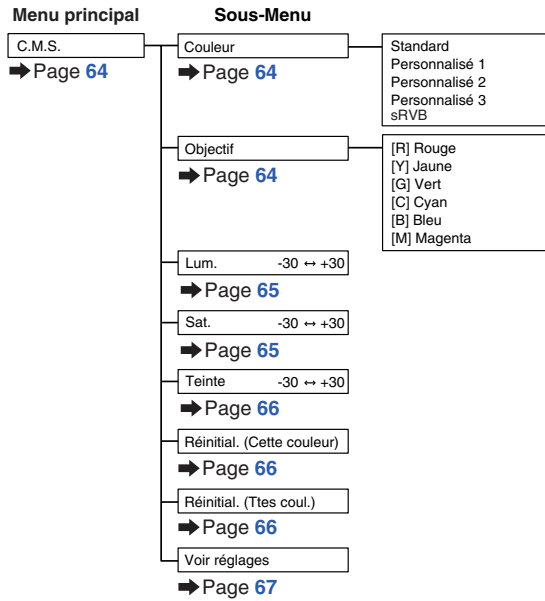 Menu principal
Sous-Menu
C.M.S.
➡ Page 64
Couleur
➡ Page 64
Standard
Personnalisé 1
Personnalisé 2
Personnalisé 3
sRVB
Objectif
➡ Page 64
[R] Rouge
[Y] Jaune
[G] Vert
[C] Cyan
[B] Bleu
[M] Magenta
Lum. -30 ↔ +30
➡ Page 65
Sat. -30 ↔ +30
➡ Page 65
Teinte -30 ↔ +30
➡ Page 66
Réinitial. (Cette couleur)
➡ Page 66
Réinitial. (Ttes coul.)
➡ Page 66
Voir réglages
➡ Page 67